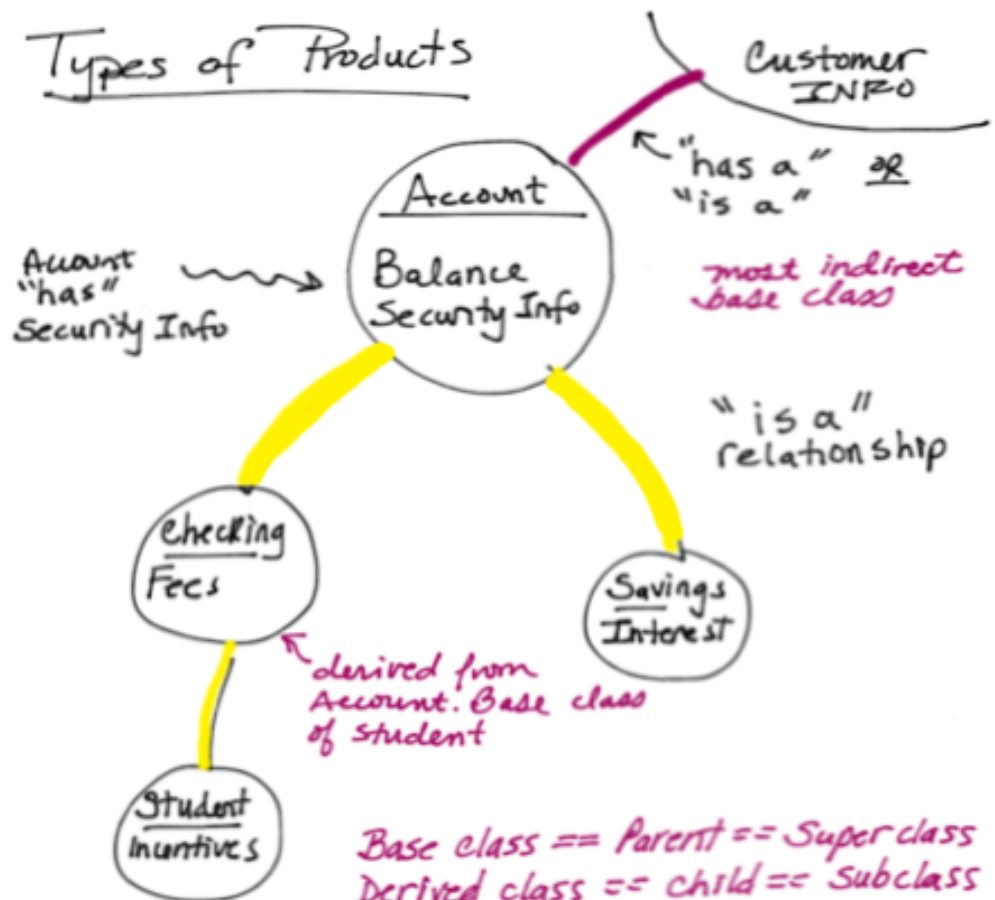 Types of Products
Customer
INFO
"has a" or
"is a"
Account
Balance
Security Info
Account
"has"
Security Info
most indirect
base class
"is a"
relationship
Checking
Fees
Savings
Interest
derived from
Account. Base class
of student
Student
Incentives
Base class == Parent == Superclass
Derived class == child == Subclass